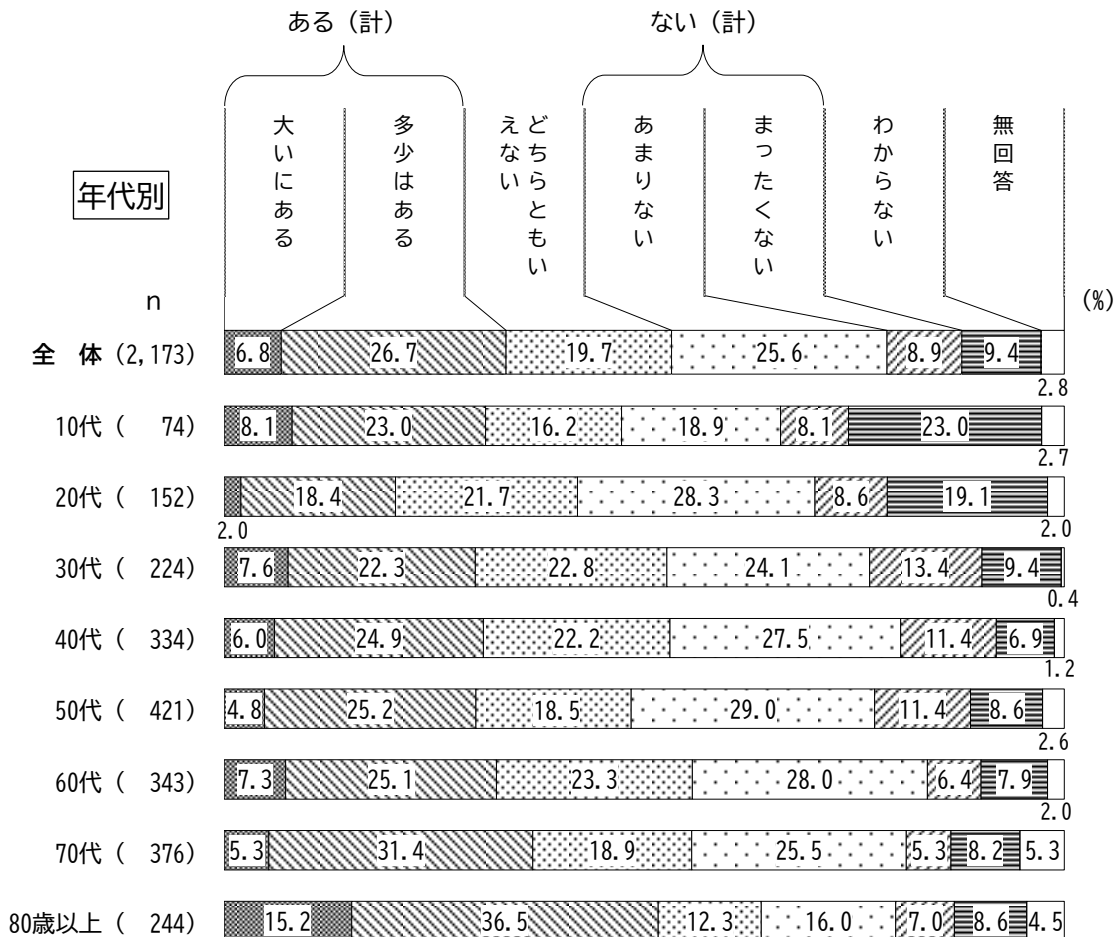 ある（計）
ない（計）
大いにある
多少はある
どちらともい
えない
あまりない
まったくない
わからない
無回答
年代別
n
(%)
全 体 (2,173) 6.8 26.7 19.7 25.6 8.9 9.4
2.8
10代 ( 74) 8.1 23.0 16.2 18.9 8.1 23.0
2.7
20代 ( 152) 18.4 21.7 28.3 8.6 19.1
2.0 2.0
30代 ( 224) 7.6 22.3 22.8 24.1 13.4 9.4
0.4
40代 ( 334) 6.0 24.9 22.2 27.5 11.4 6.9
1.2
50代 ( 421) 4.8 25.2 18.5 29.0 11.4 8.6
2.6
60代 ( 343) 7.3 25.1 23.3 28.0 6.4 7.9
2.0
70代 ( 376) 5.3 31.4 18.9 25.5 5.3 8.2 5.3
80歳以上 ( 244) 15.2 36.5 12.3 16.0 7.0 8.6 4.5